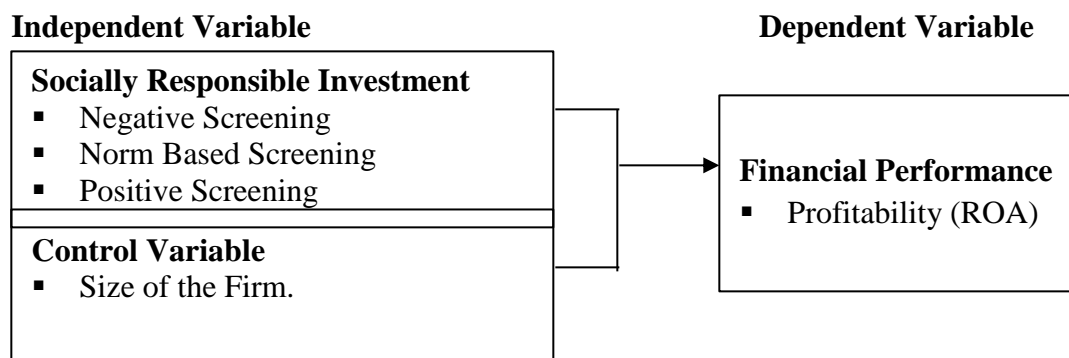 Independent Variable
Dependent Variable
Socially Responsible Investment
▪ Negative Screening
▪ Norm Based Screening
▪ Positive Screening
Control Variable
▪ Size of the Firm.
Financial Performance
▪ Profitability (ROA)